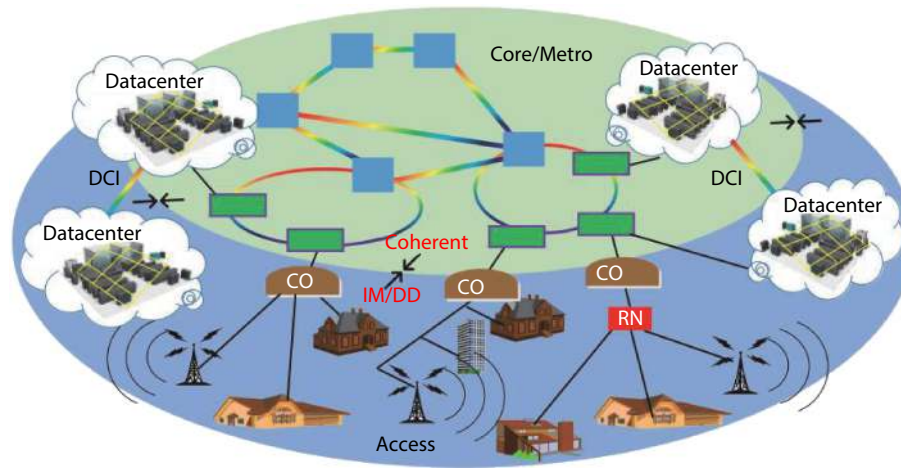 Core/Metro
Datacenter
Datacenter
DCI
DCI
Datacenter
Datacenter
Coherent
CO
CO
CO
IM/DD
RN
Access